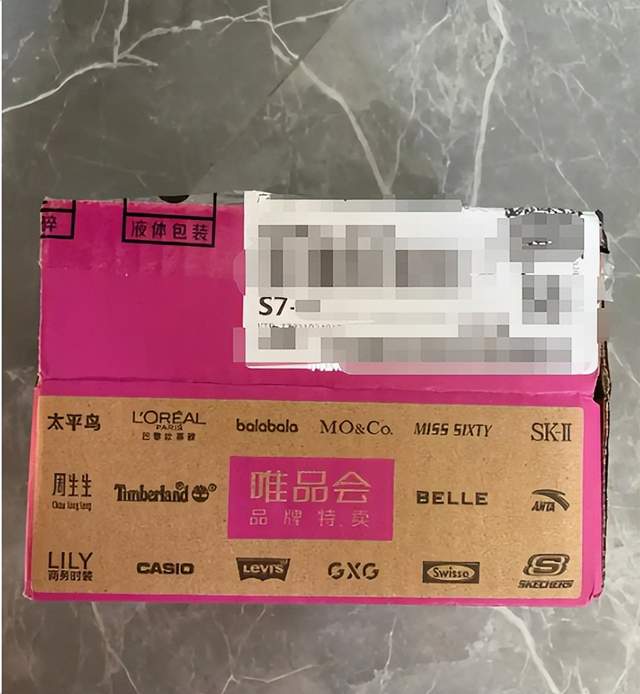 碎
液体包装
S7-
太平鸟
L'ORÉAL
PARIS
巴黎欧莱雅
balabala
MO&Co.
MISS SIXTY
SK-II
周生生
Chow Sang Sang
Timberland
唯品会
品牌特卖
BELLE
ANTA
LILY
商务时装
CASIO
LEVI'S
GXG
Swisse
SKECHERS